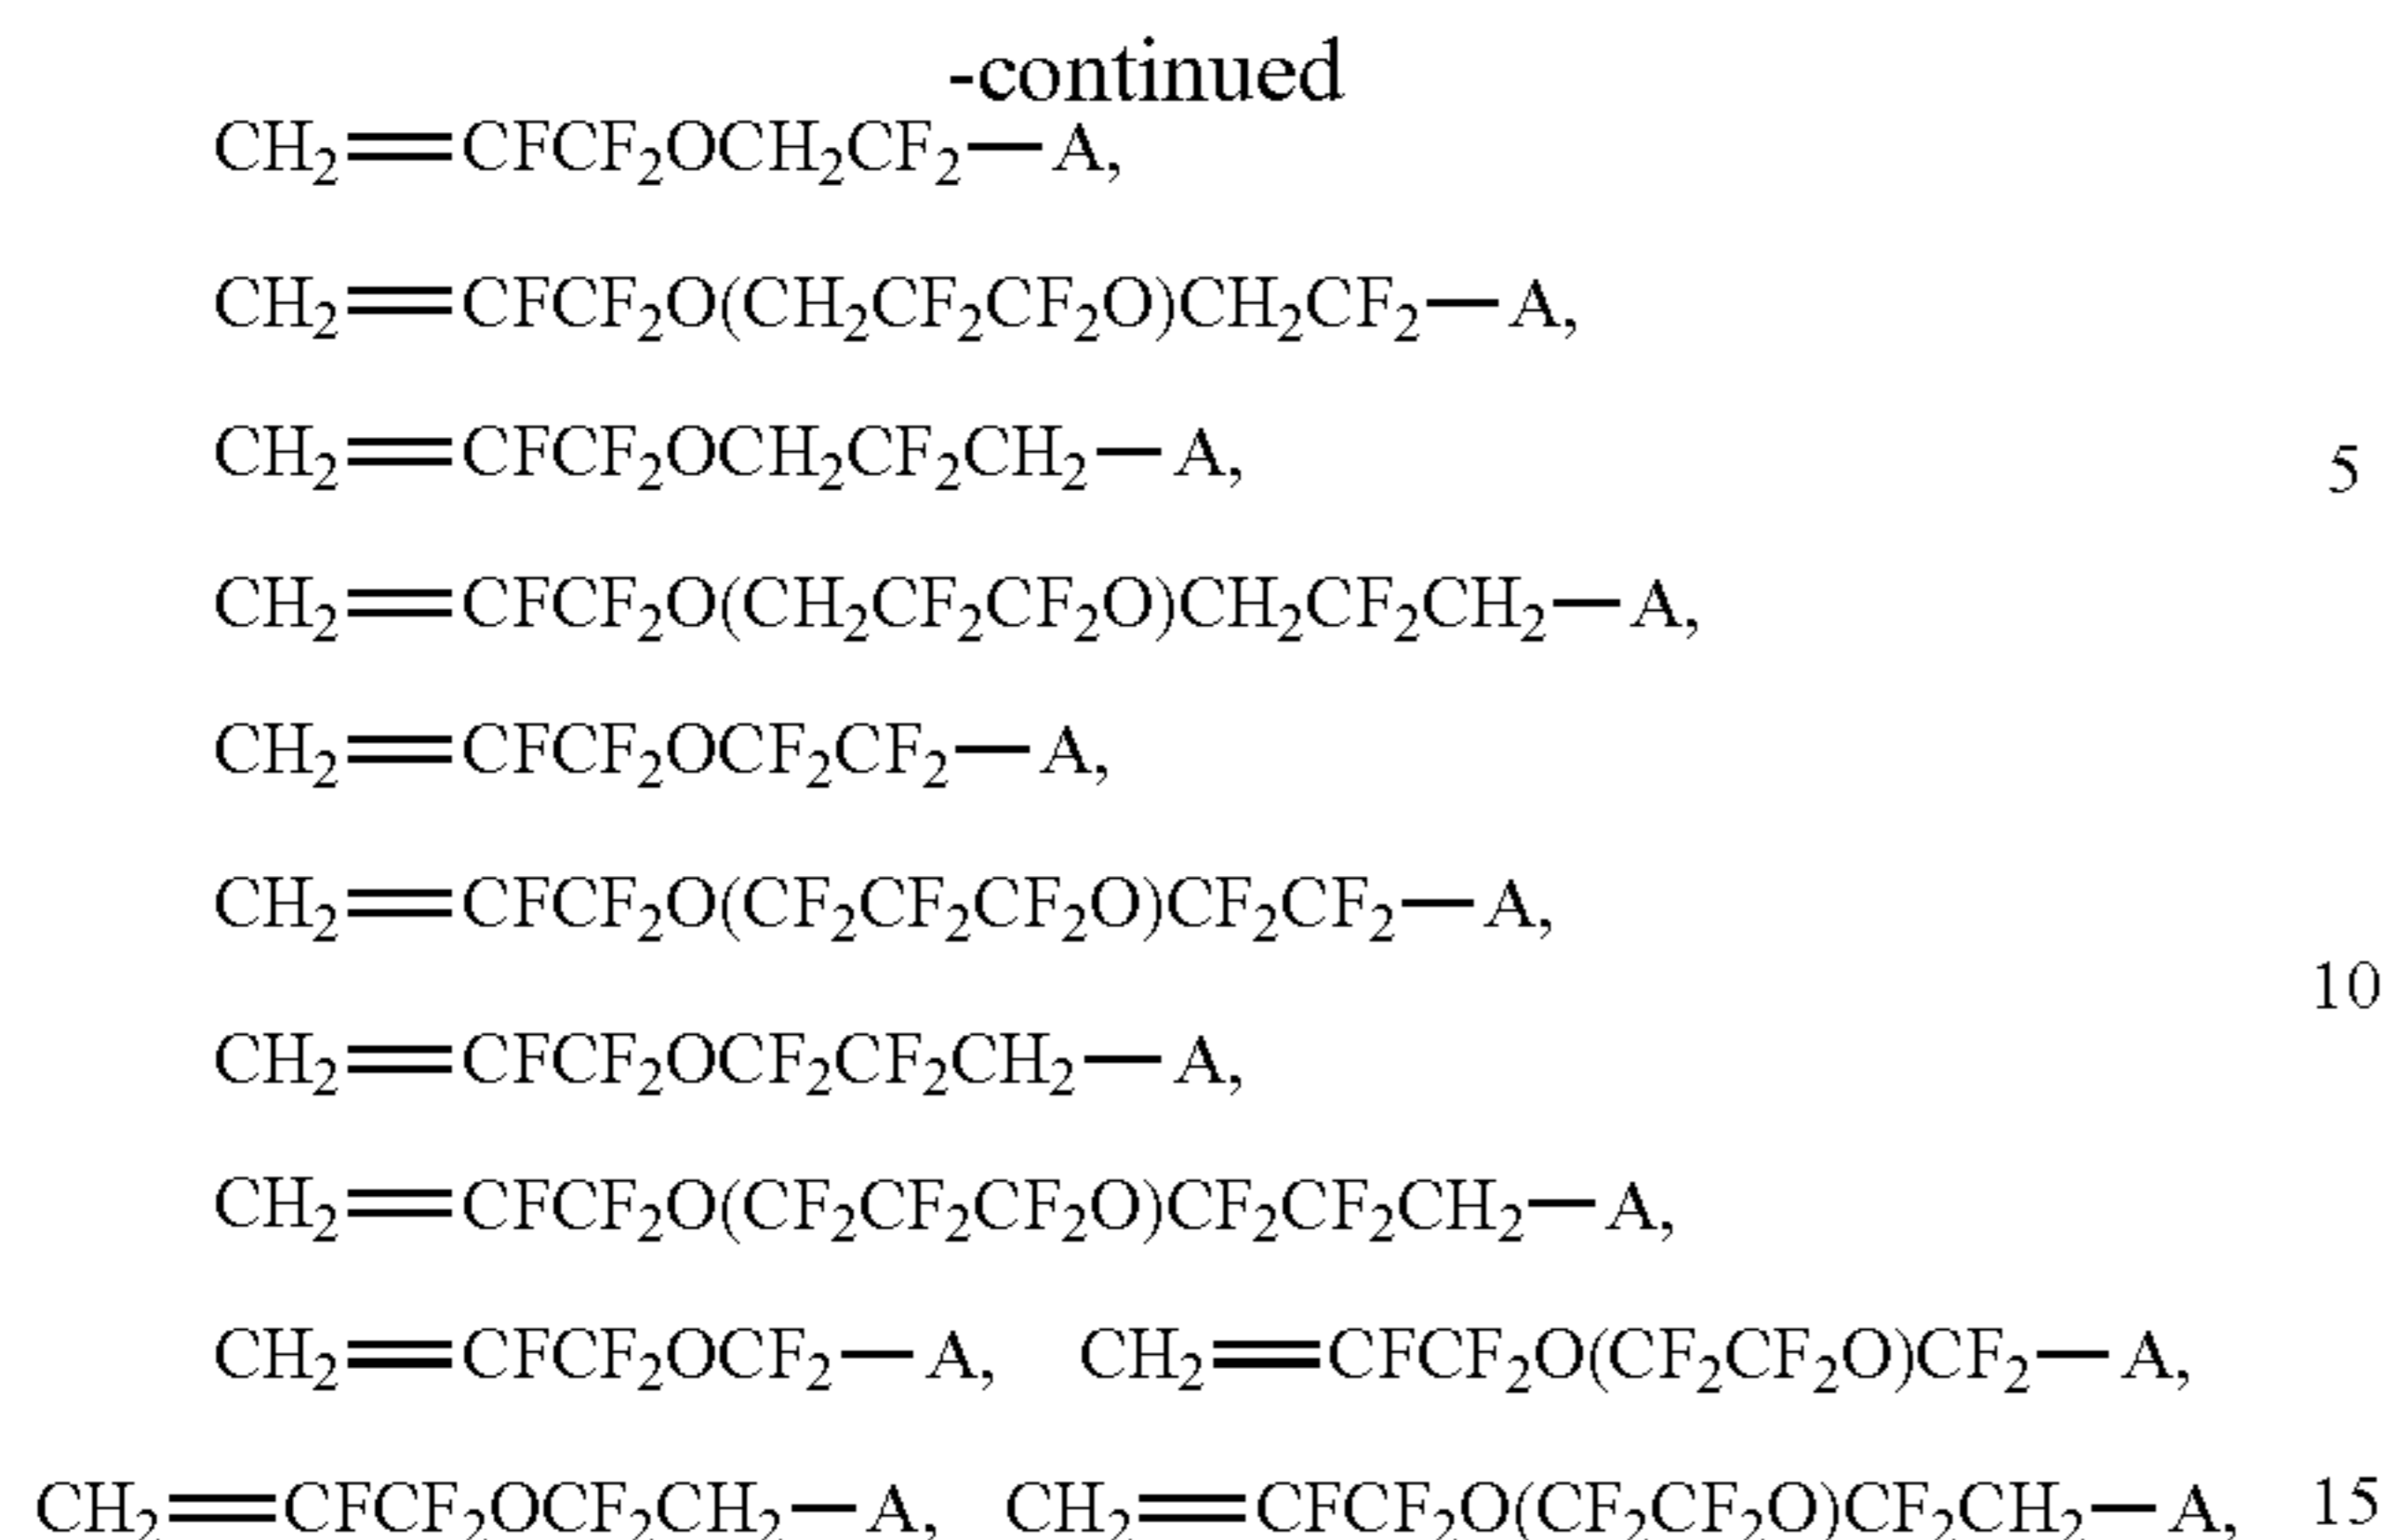 -continued
CH₂═CFCF₂OCH₂CF₂—A,
CH₂═CFCF₂O(CH₂CF₂CF₂O)CH₂CF₂—A,
CH₂═CFCF₂OCH₂CF₂CH₂—A,
5
CH₂═CFCF₂O(CH₂CF₂CF₂O)CH₂CF₂CH₂—A,
CH₂═CFCF₂OCF₂CF₂—A,
CH₂═CFCF₂O(CF₂CF₂CF₂O)CF₂CF₂—A,
10
CH₂═CFCF₂OCF₂CF₂CH₂—A,
CH₂═CFCF₂O(CF₂CF₂CF₂O)CF₂CF₂CH₂—A,
CH₂═CFCF₂OCF₂—A, CH₂═CFCF₂O(CF₂CF₂O)CF₂—A,
CH₂═CFCF₂OCF₂CH₂—A, CH₂═CFCF₂O(CF₂CF₂O)CF₂CH₂—A, 15